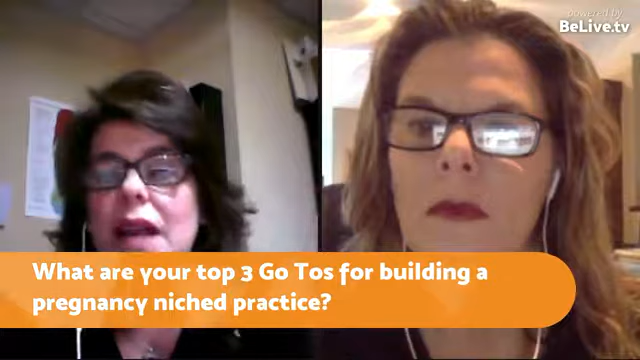 powered by
BeLive.tv
What are your top 3 Go Tos for building a
pregnancy niched practice?